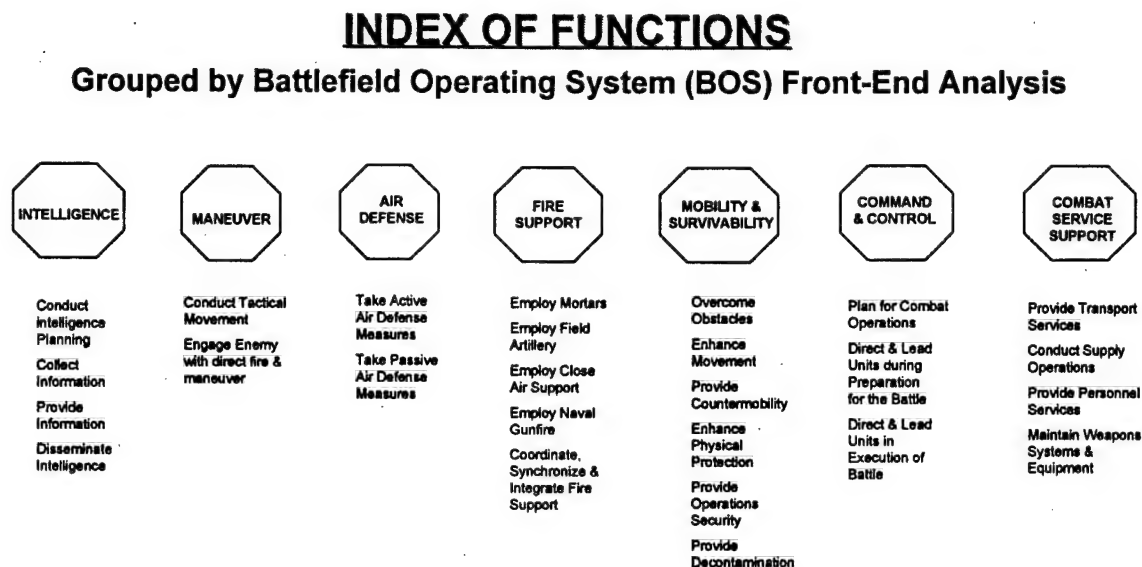 INDEX OF FUNCTIONS
Grouped by Battlefield Operating System (BOS) Front-End Analysis
INTELLIGENCE
Conduct
intelligence
Planning
Collect
Information
Provide
Information
Disseminate
Intelligence
MANEUVER
Conduct Tactical
Movement
Engage Enemy
with direct fire &
maneuver
AIR
DEFENSE
Take Active
Air Defense
Measures
Take Passive
Air Defense
Measures
FIRE
SUPPORT
Employ Mortars
Employ Field
Artillery
Employ Close
Air Support
Employ Naval
Gunfire
Coordinate,
Synchronize &
Integrate Fire
Support
MOBILITY &
SURVIVABILITY
Overcome
Obstacles
Enhance
Movement
Provide
Countermobility
Enhance
Physical
Protection
Provide
Operations
Security
Provide
Decontamination
COMMAND
& CONTROL
Plan for Combat
Operations
Direct & Lead
Units during
Preparation
for the Battle
Direct & Lead
Units in
Execution of
Battle
COMBAT
SERVICE
SUPPORT
Provide Transport
Services
Conduct Supply
Operations
Provide Personnel
Services
Maintain Weapons
Systems &
Equipment